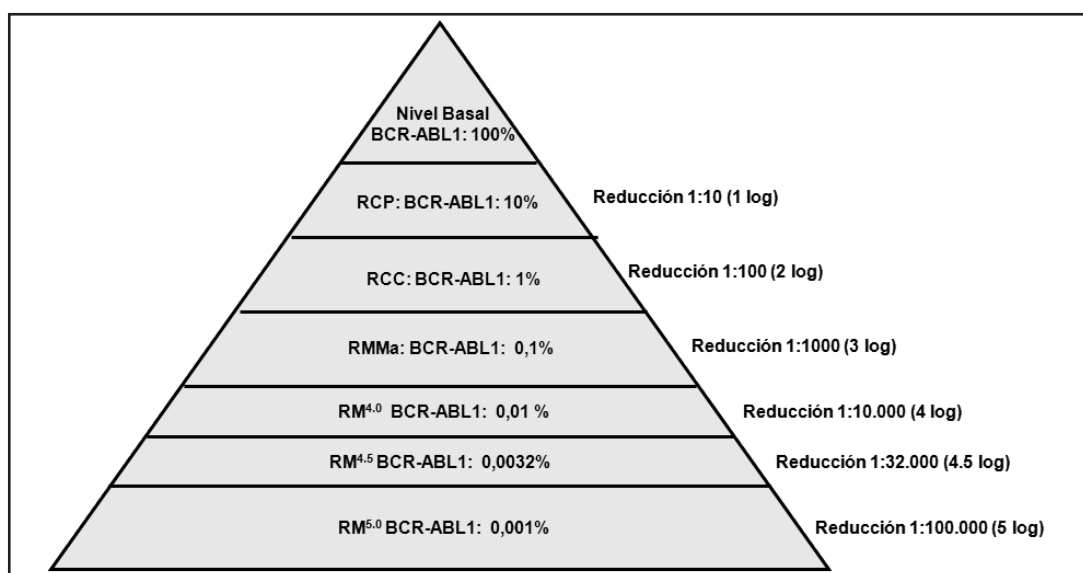 Nivel Basal
BCR-ABL1: 100%
RCP: BCR-ABL1: 10%
Reducción 1:10 (1 log)
RCC: BCR-ABL1: 1%
Reducción 1:100 (2 log)
RMMa: BCR-ABL1: 0,1%
Reducción 1:1000 (3 log)
RM4.0 BCR-ABL1: 0,01 %
Reducción 1:10.000 (4 log)
RM4.5 BCR-ABL1: 0,0032%
Reducción 1:32.000 (4.5 log)
RM5.0 BCR-ABL1: 0,001%
Reducción 1:100.000 (5 log)